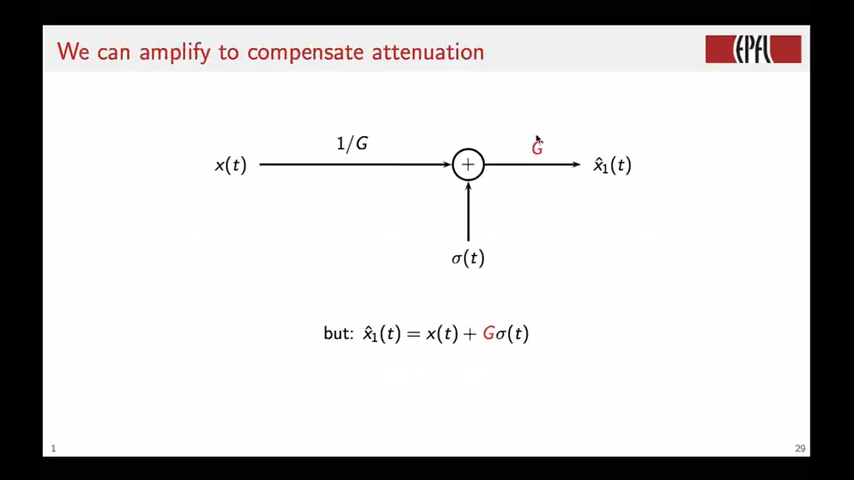 We can amplify to compensate attenuation
EPFL
1/G
G
x(t)
+
x̂₁(t)
σ(t)
but: x̂₁(t) = x(t) + Gσ(t)
1
29